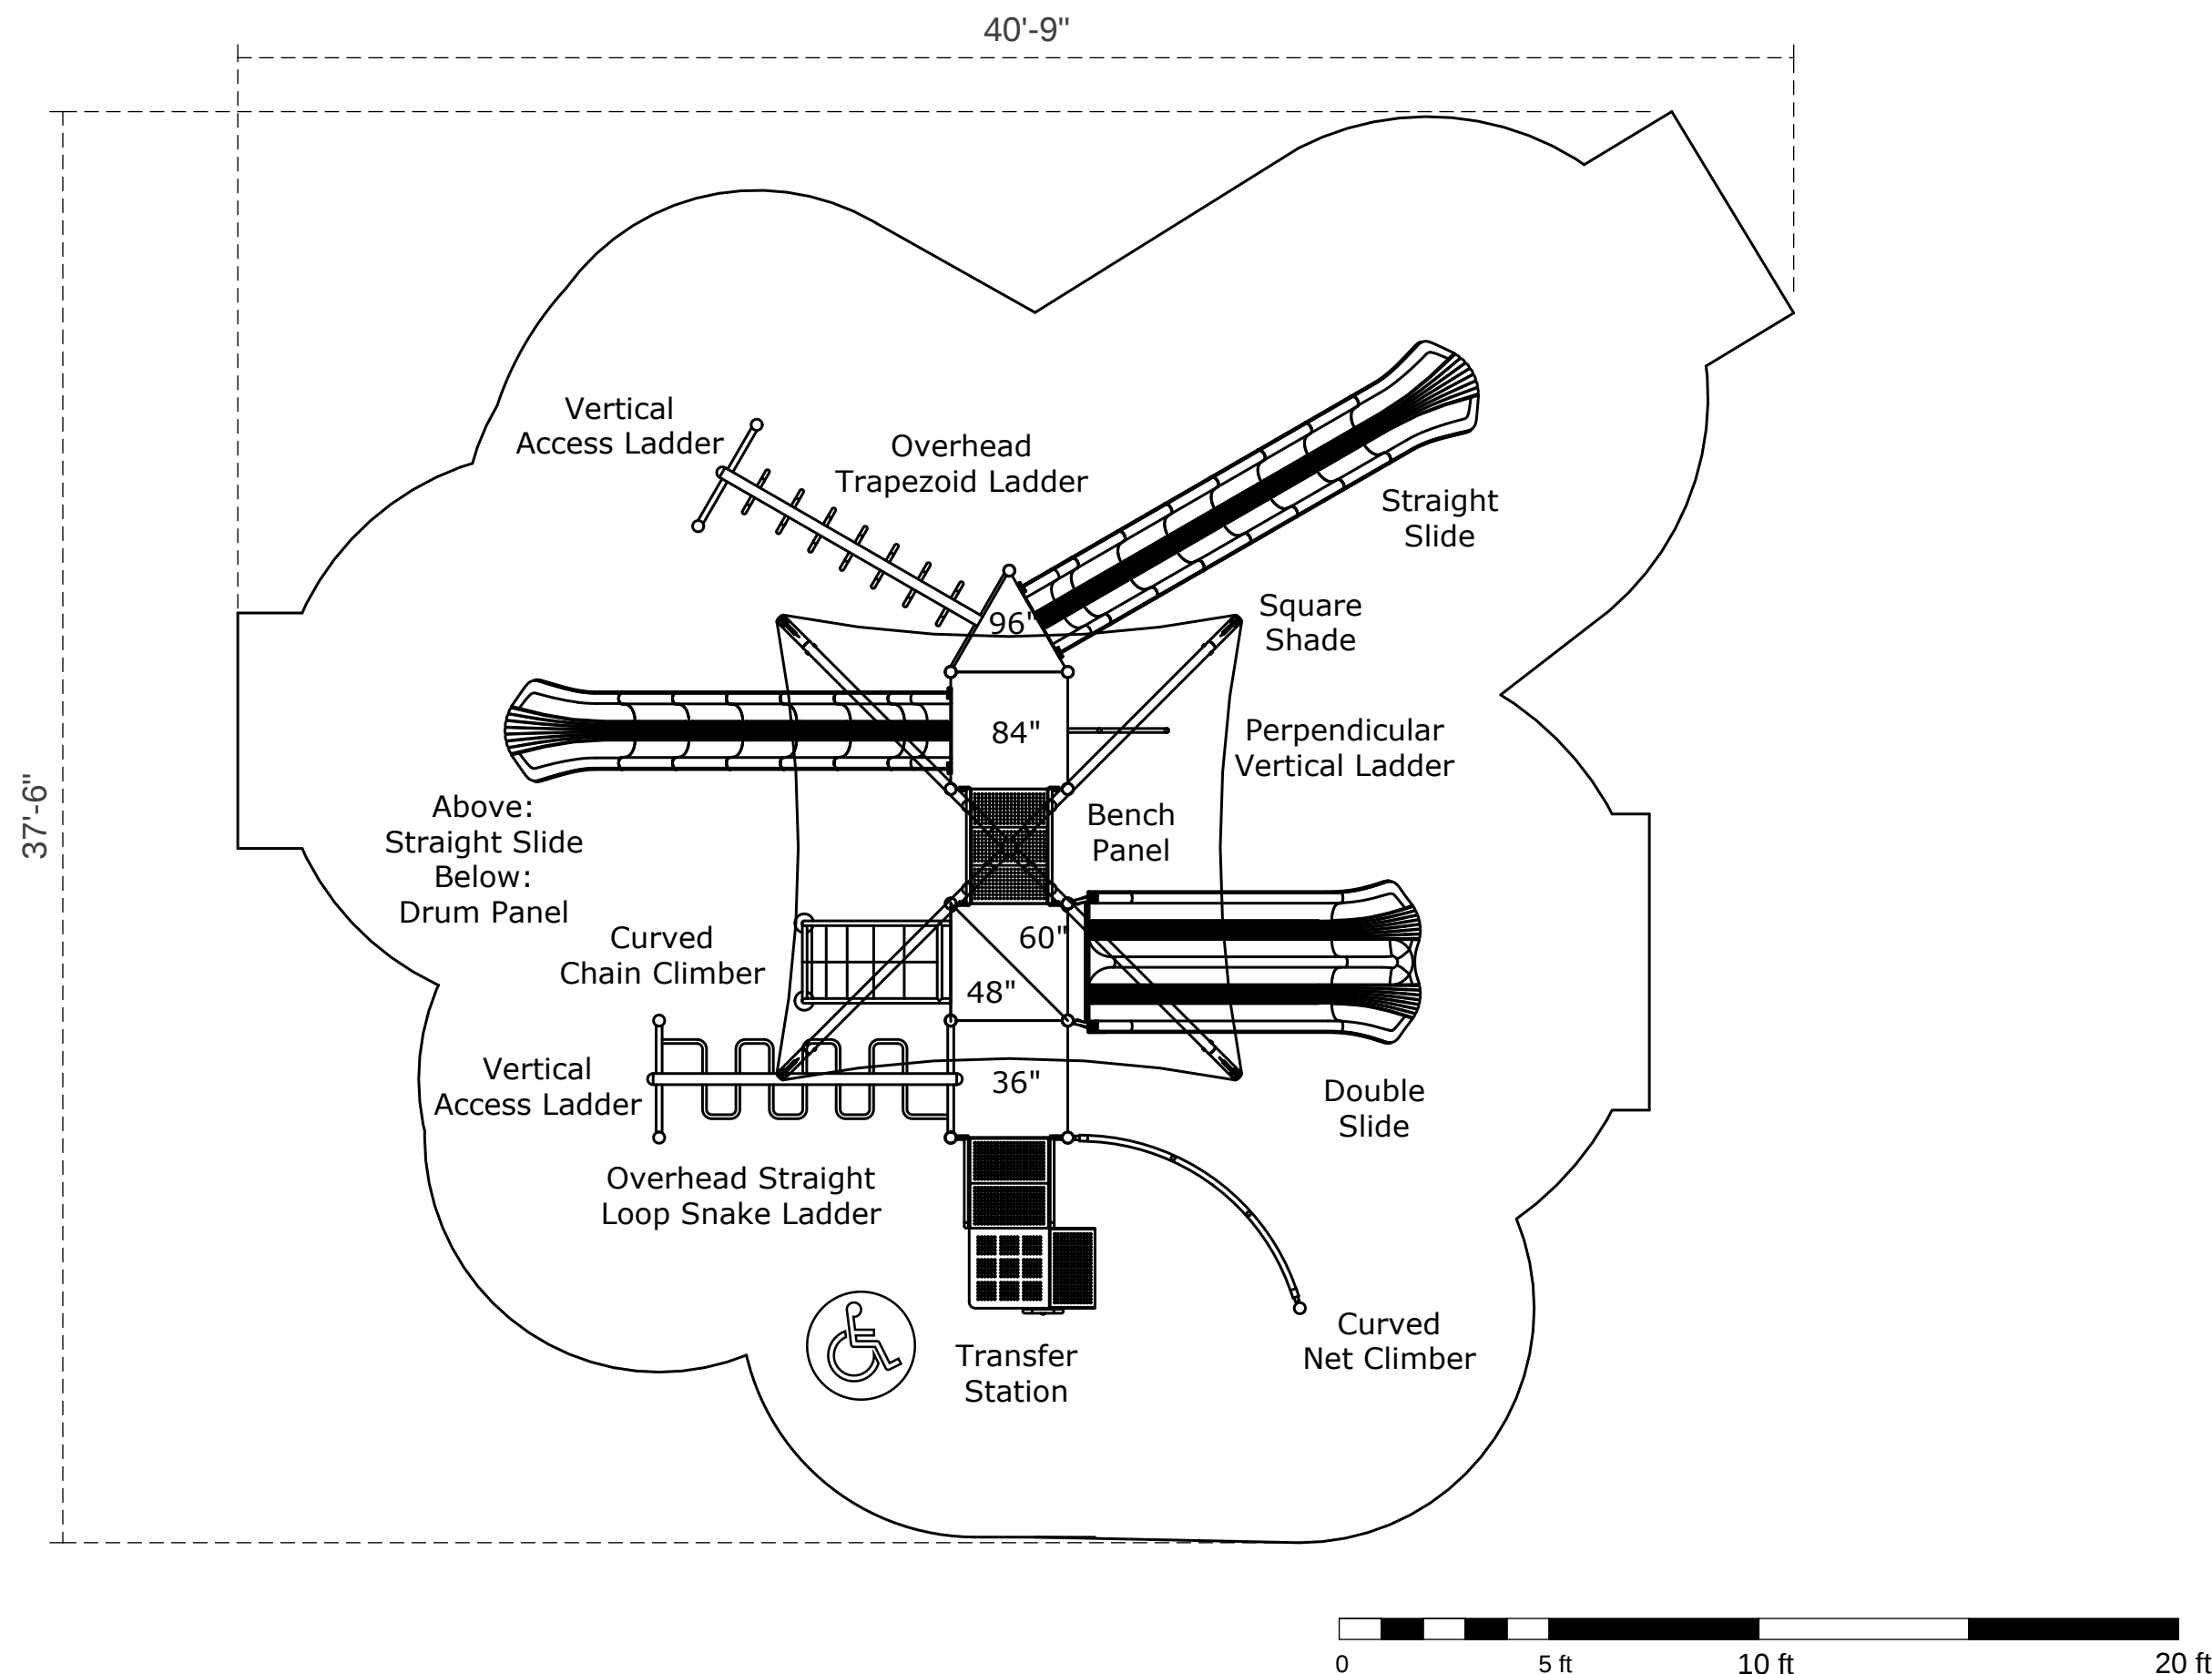 40'-9"
37'-6"
Vertical
Access Ladder
Overhead
Trapezoid Ladder
Straight
Slide
96"
Square
Shade
84"
Perpendicular
Vertical Ladder
Above:
Straight Slide
Below:
Drum Panel
Bench
Panel
Curved
Chain Climber
60"
48"
Vertical
Access Ladder
36"
Double
Slide
Overhead Straight
Loop Snake Ladder
Transfer
Station
Curved
Net Climber
0
5 ft
10 ft
20 ft